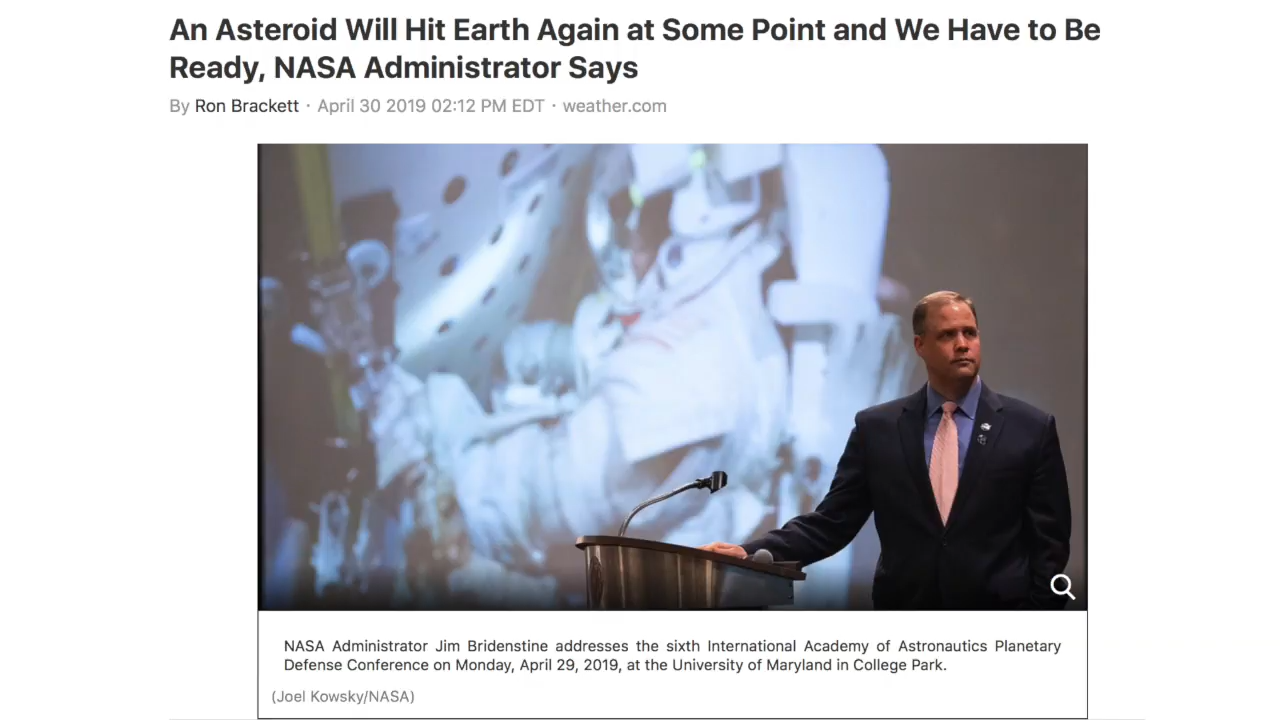 An Asteroid Will Hit Earth Again at Some Point and We Have to Be
Ready, NASA Administrator Says
By Ron Brackett · April 30 2019 02:12 PM EDT · weather.com
NASA Administrator Jim Bridenstine addresses the sixth International Academy of Astronautics Planetary
Defense Conference on Monday, April 29, 2019, at the University of Maryland in College Park.
(Joel Kowsky/NASA)